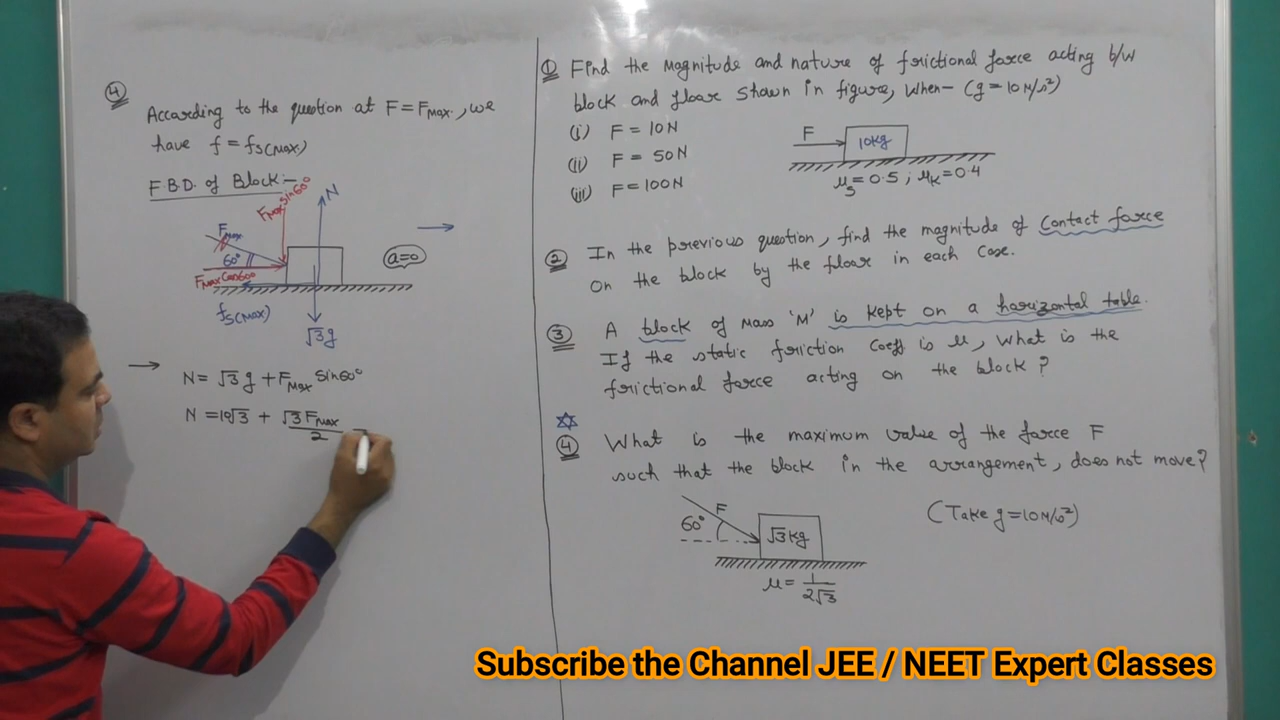 ④
According to the question at F = FMax., we
have f = fs(Max.)
F.B.D. of Block:-
FMax sin60°
N
FMax
60°
a=0
FMax Cos60°
fs(Max)
√3g
→ N = √3g + FMax sin60°
N = 10√3 + √3 FMax / 2
① Find the Magnitude and nature of frictional force acting b/w
block and floor shown in figure, when- (g = 10 M/s²)
(i) F = 10N
(ii) F = 50N
(iii) F = 100N
F
10kg
μs = 0.5 ; μk = 0.4
② In the previous question, find the magnitude of Contact force
on the block by the floor in each case.
③ A block of mass 'M' is kept on a horizontal table.
If the static friction coeff is μ, what is the
frictional force acting on the block ?
④ What is the maximum value of the force F
such that the block in the arrangement, does not move?
F
60°
√3kg
(Take g = 10 M/s²)
μ = 1/2√3
Subscribe the Channel JEE / NEET Expert Classes